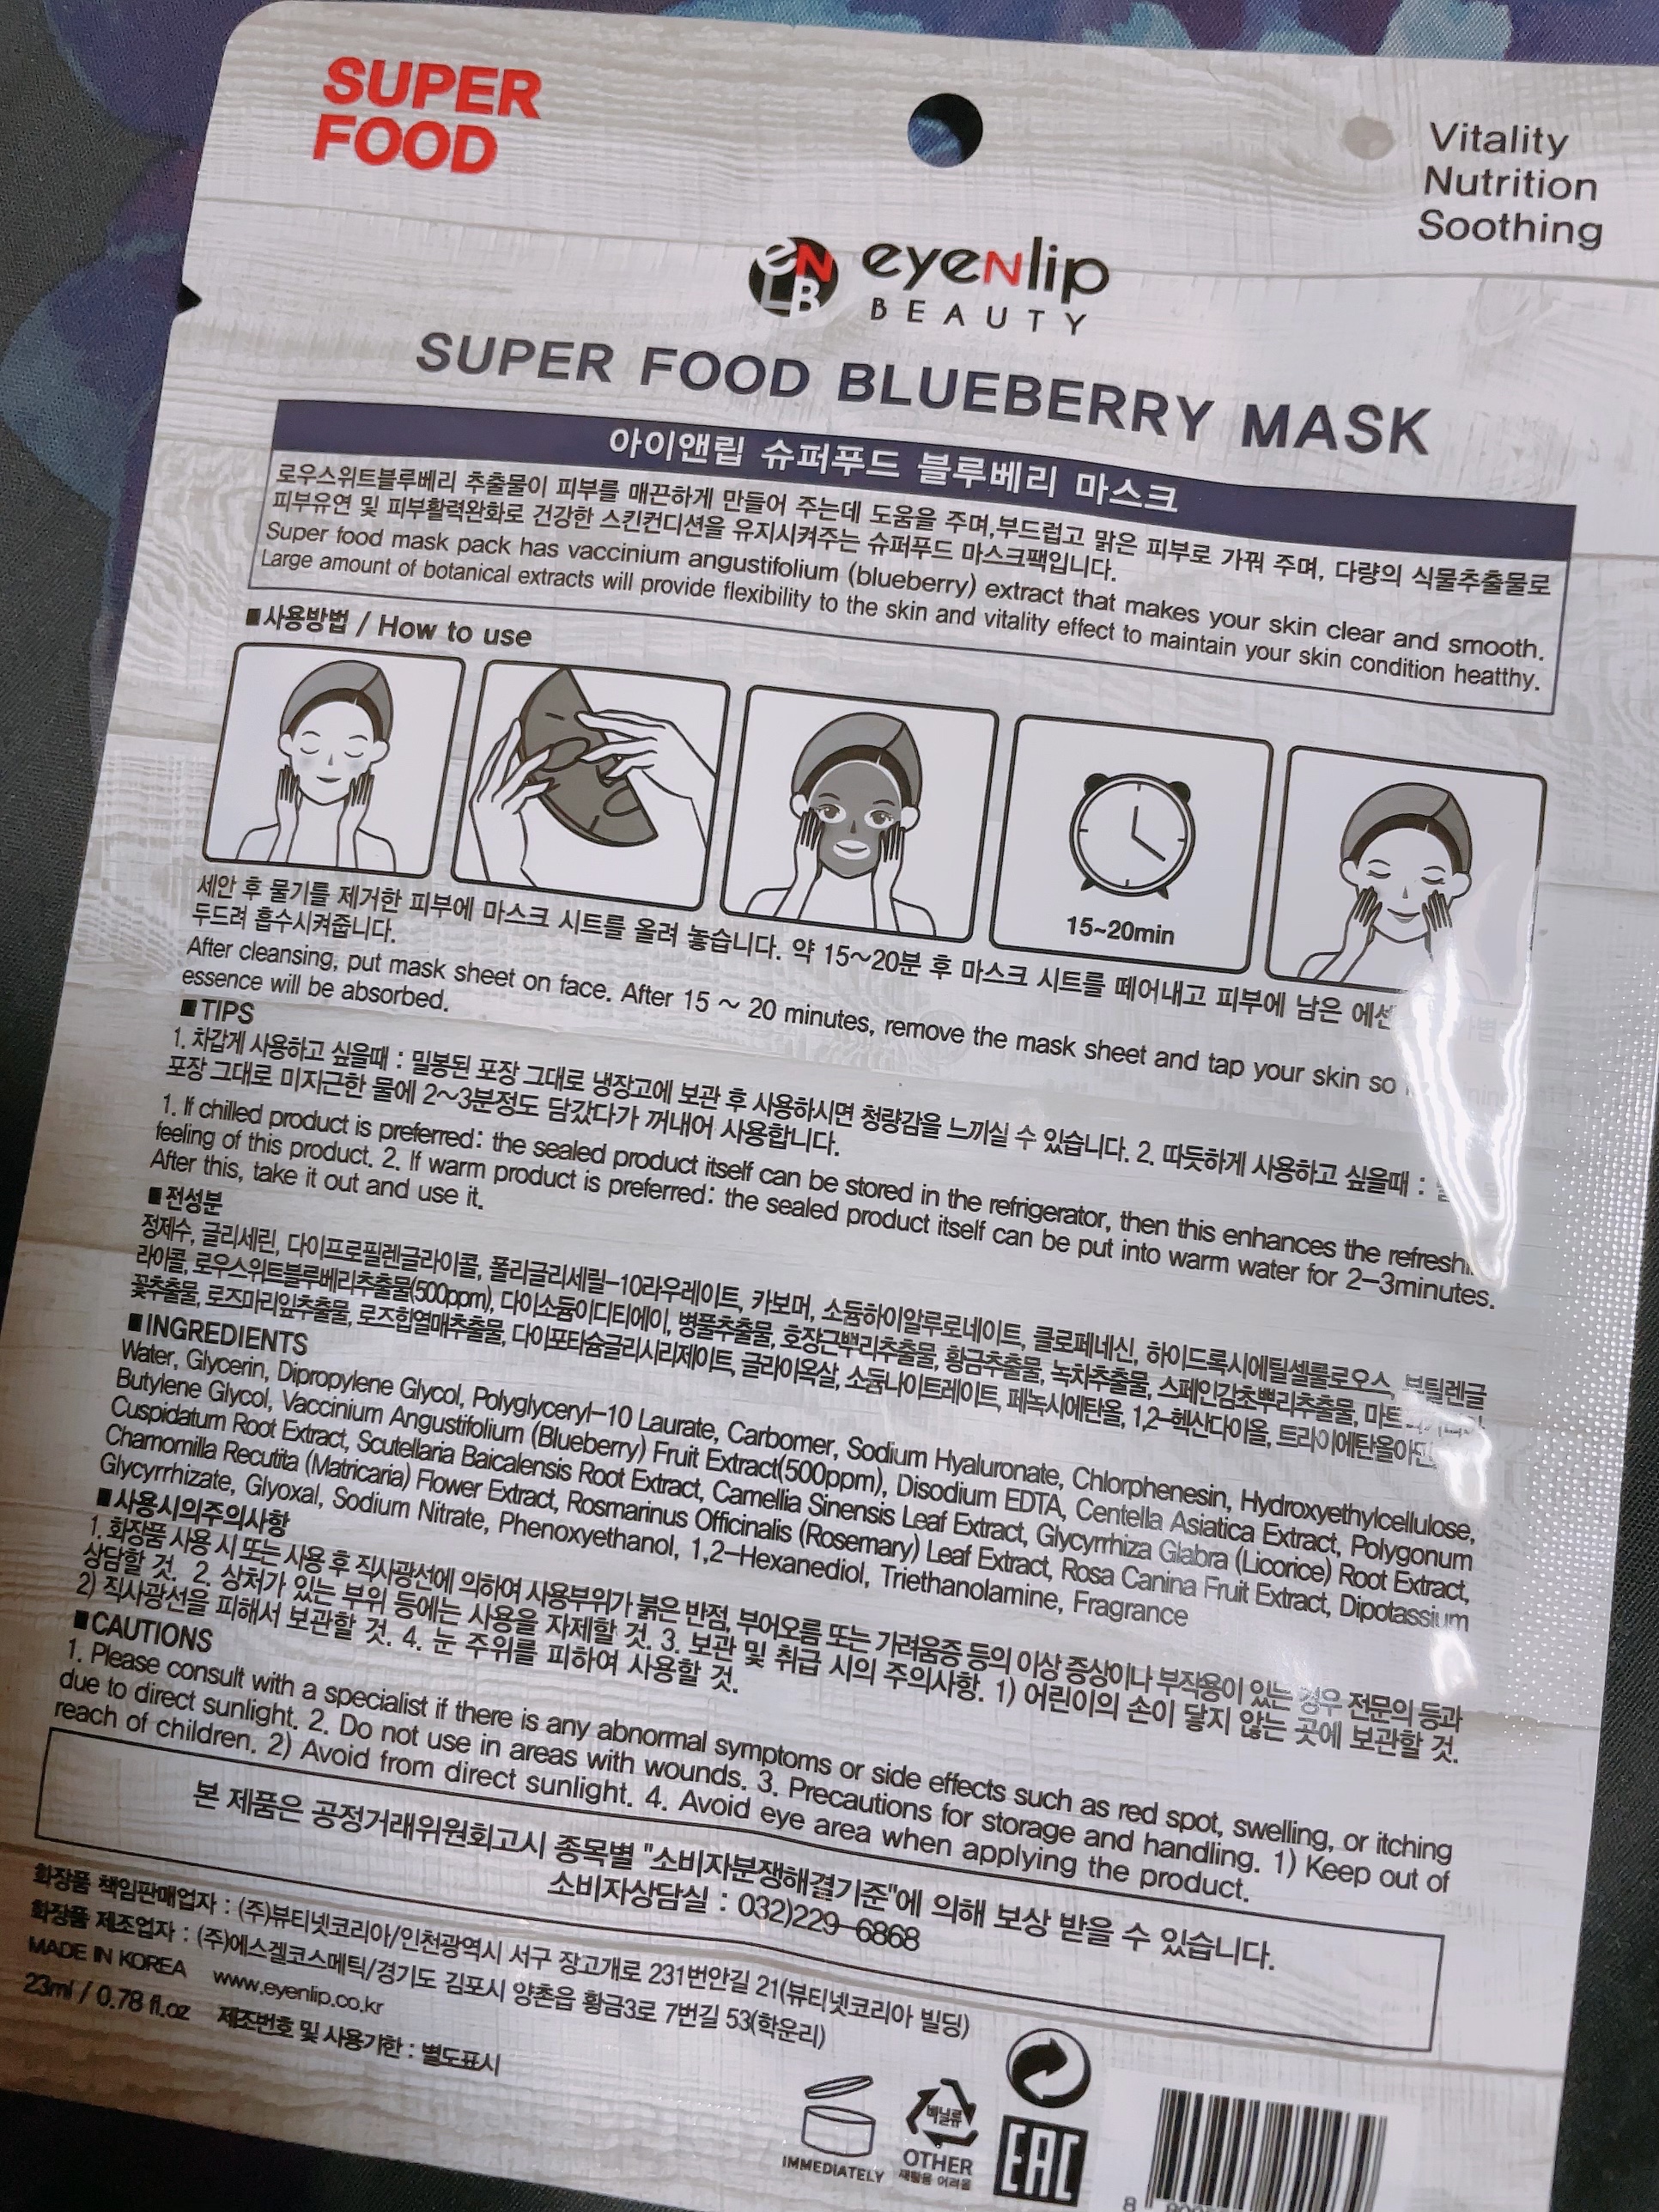 SUPER
FOOD
Vitality
Nutrition
Soothing
eN
LB
eyeNlip
BEAUTY
SUPER FOOD BLUEBERRY MASK
아이앤립 슈퍼푸드 블루베리 마스크
로우스위트블루베리 추출물이 피부를 매끈하게 만들어 주는데 도움을 주며,부드럽고 맑은 피부로 가꿔 주며, 다량의 식물추출물로
피부유연 및 피부활력완화로 건강한 스킨컨디션을 유지시켜주는 슈퍼푸드 마스크팩입니다.
Super food mask pack has vaccinium angustifolium (blueberry) extract that makes your skin clear and smooth.
Large amount of botanical extracts will provide flexibility to the skin and vitality effect to maintain your skin condition heatthy.
■사용방법 / How to use
15~20min
세안 후 물기를 제거한 피부에 마스크 시트를 올려 놓습니다. 약 15~20분 후 마스크 시트를 떼어내고 피부에 남은
두드려 흡수시켜줍니다.
After cleansing, put mask sheet on face. After 15 ~ 20 minutes, remove the mask sheet and tap your skin so
essence will be absorbed.
■TIPS
1. 차갑게 사용하고 싶을때 : 밀봉된 포장 그대로 냉장고에 보관 후 사용하시면 청량감을 느끼실 수 있습니다. 2. 따듯하게 사용하고 싶을때 :
포장 그대로 미지근한 물에 2~3분정도 담갔다가 꺼내어 사용합니다.
1. If chilled product is preferred: the sealed product itself can be stored in the refrigerator, then this enhances the
feeling of this product. 2. If warm product is preferred: the sealed product itself can be put into warm water for 2-3minutes.
After this, take it out and use it.
■전성분
정제수, 글리세린, 다이프로필렌글라이콜, 폴리글리세릴-10라우레이트, 카보머, 소듐하이알루로네이트, 클로페네신, 하이드록시에틸셀룰로오스, 부틸렌글
라이콜, 로우스위트블루베리추출물(500ppm), 다이소듐이디티에이, 병풀추출물, 호장근뿌리추출물, 황금추출물, 녹차추출물, 스페인감초뿌리추출물,
꽃추출물, 로즈마리잎추출물, 로즈힙열매추출물, 다이포타슘글리시리제이트, 글라이옥살, 소듐나이트레이트, 페녹시에탄올, 1,2-헥산다이올,
■INGREDIENTS
Water, Glycerin, Dipropylene Glycol, Polyglyceryl-10 Laurate, Carbomer, Sodium Hyaluronate, Chlorphenesin, Hydroxyethylcellulose,
Butylene Glycol, Vaccinium Angustifolium (Blueberry) Fruit Extract(500ppm), Disodium EDTA, Centella Asiatica Extract, Polygonum
Cuspidatum Root Extract, Scutellaria Baicalensis Root Extract, Camellia Sinensis Leaf Extract, Glycyrrhiza Glabra (Licorice) Root Extract,
Chamomilla Recutita (Matricaria) Flower Extract, Rosmarinus Officinalis (Rosemary) Leaf Extract, Rosa Canina Fruit Extract, Dipotassium
Glycyrrhizate, Glyoxal, Sodium Nitrate, Phenoxyethanol, 1,2-Hexanediol, Triethanolamine, Fragrance
■사용시의주의사항
1. 화장품 사용 시 또는 사용 후 직사광선에 의하여 사용부위가 붉은 반점, 부어오름 또는 가려움증 등의 이상 증상이나 부작용이 있는 경우 전문의 등과
상담할 것. 2. 상처가 있는 부위 등에는 사용을 자제할 것. 3. 보관 및 취급 시의 주의사항. 1) 어린이의 손이 닿지 않는 곳에 보관할 것.
2) 직사광선을 피해서 보관할 것. 4. 눈 주위를 피하여 사용할 것.
■CAUTIONS
1. Please consult with a specialist if there is any abnormal symptoms or side effects such as red spot, swelling, or itching
due to direct sunlight. 2. Do not use in areas with wounds. 3. Precautions for storage and handling. 1) Keep out of
reach of children. 2) Avoid from direct sunlight. 4. Avoid eye area when applying the product.
본 제품은 공정거래위원회고시 종목별 "소비자분쟁해결기준"에 의해 보상 받을 수 있습니다.
소비자상담실 : 032)229-6868
화장품 책임판매업자 : (주)뷰티넷코리아/인천광역시 서구 장고개로 231번안길 21(뷰티넷코리아 빌딩)
화장품 제조업자 : (주)에스겔코스메틱/경기도 김포시 양촌읍 황금3로 7번길 53(학운리)
MADE IN KOREA www.eyenlip.co.kr
23ml / 0.78 fl.oz 제조번호 및 사용기한 : 별도표시
IMMEDIATELY
비닐류
OTHER
재활용 어려움
EAC
8